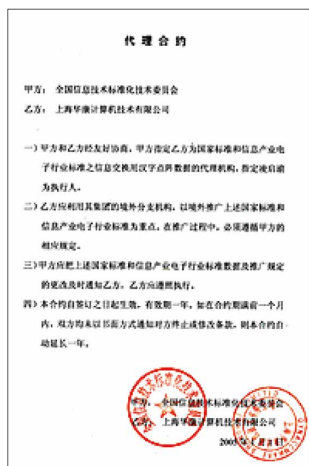 代理合约
甲方: 全国信息技术标准化技术委员会
乙方: 上海华康计算机技术有限公司
一) 甲方和乙方经友好协商, 甲方指定乙方为国家标准和信息产业电
子行业标准之信息交换用汉字点阵数据的代理机构, 指定凌启前
为执行人。
二) 乙方应利用其集团的境外分支机构, 以境外推广上述国家标准和
信息产业电子行业标准为重点, 在推广过程中, 必须遵循甲方的
相应规定。
三) 甲方应把上述国家标准和信息产业电子行业标准数据及推广规定
的更改及时通知乙方, 乙方应遵照执行。
四) 本合约自签订之日起生效, 有效期一年, 如在合约期满前一个月
内, 双方均未以书面方式通知对方终止或修改条款, 则本合约自
动延长一年。
甲方: 全国信息技术标准化技术委员会
乙方: 上海华康计算机技术有限公司